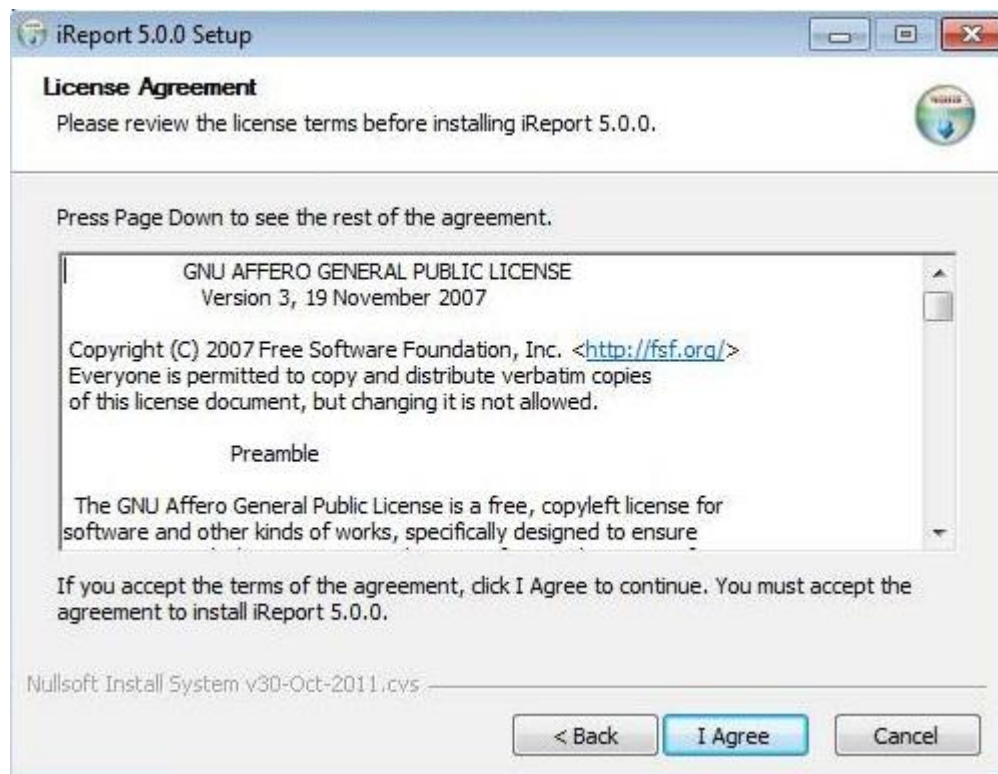 iReport 5.0.0 Setup
License Agreement
Please review the license terms before installing iReport 5.0.0.
Press Page Down to see the rest of the agreement.
GNU AFFERO GENERAL PUBLIC LICENSE
Version 3, 19 November 2007
Copyright (C) 2007 Free Software Foundation, Inc. <http://fsf.org/>
Everyone is permitted to copy and distribute verbatim copies
of this license document, but changing it is not allowed.
Preamble
The GNU Affero General Public License is a free, copyleft license for
software and other kinds of works, specifically designed to ensure
If you accept the terms of the agreement, click I Agree to continue. You must accept the
agreement to install iReport 5.0.0.
Nullsoft Install System v30-Oct-2011.cvs
< Back I Agree Cancel